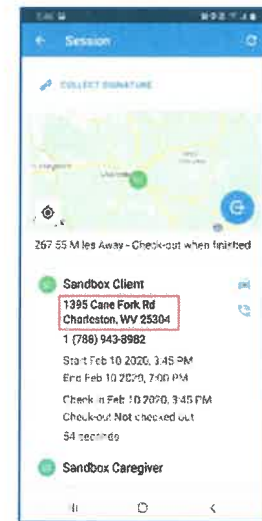 Session
COLLECT SIGNATURE
267.55 Miles Away - Check-out when finished
Sandbox Client
1395 Cane Fork Rd
Charleston, WV 25304
1 (786) 943-8982
Start Feb 10 2020, 3:45 PM
End Feb 10 2020, 7:00 PM
Check-in Feb 10 2020, 3:45 PM
Check-out Not checked out
54 seconds
Sandbox Caregiver